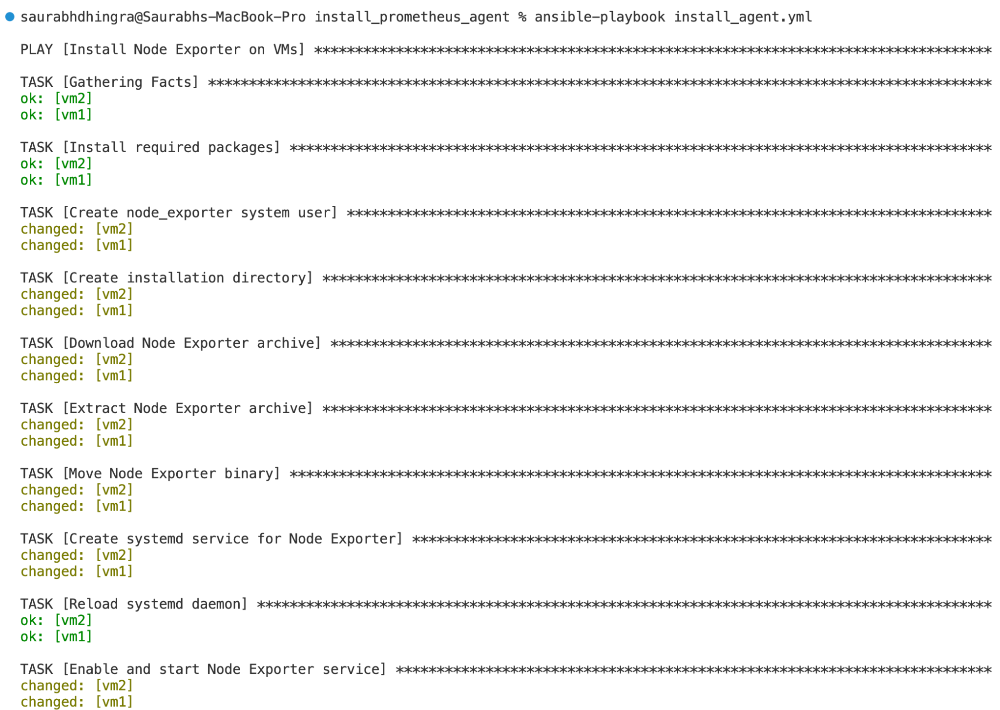 saurabhdhingra@Saurabhs-MacBook-Pro install_prometheus_agent % ansible-playbook install_agent.yml
PLAY [Install Node Exporter on VMs] ***********************************************************************************
TASK [Gathering Facts] ************************************************************************************************
ok: [vm2]
ok: [vm1]
TASK [Install required packages] **************************************************************************************
ok: [vm2]
ok: [vm1]
TASK [Create node_exporter system user] *******************************************************************************
changed: [vm2]
changed: [vm1]
TASK [Create installation directory] **********************************************************************************
changed: [vm2]
changed: [vm1]
TASK [Download Node Exporter archive] *********************************************************************************
changed: [vm2]
changed: [vm1]
TASK [Extract Node Exporter archive] **********************************************************************************
changed: [vm2]
changed: [vm1]
TASK [Move Node Exporter binary] **************************************************************************************
changed: [vm2]
changed: [vm1]
TASK [Create systemd service for Node Exporter] ***********************************************************************
changed: [vm2]
changed: [vm1]
TASK [Reload systemd daemon] ******************************************************************************************
ok: [vm2]
ok: [vm1]
TASK [Enable and start Node Exporter service] *************************************************************************
changed: [vm2]
changed: [vm1]